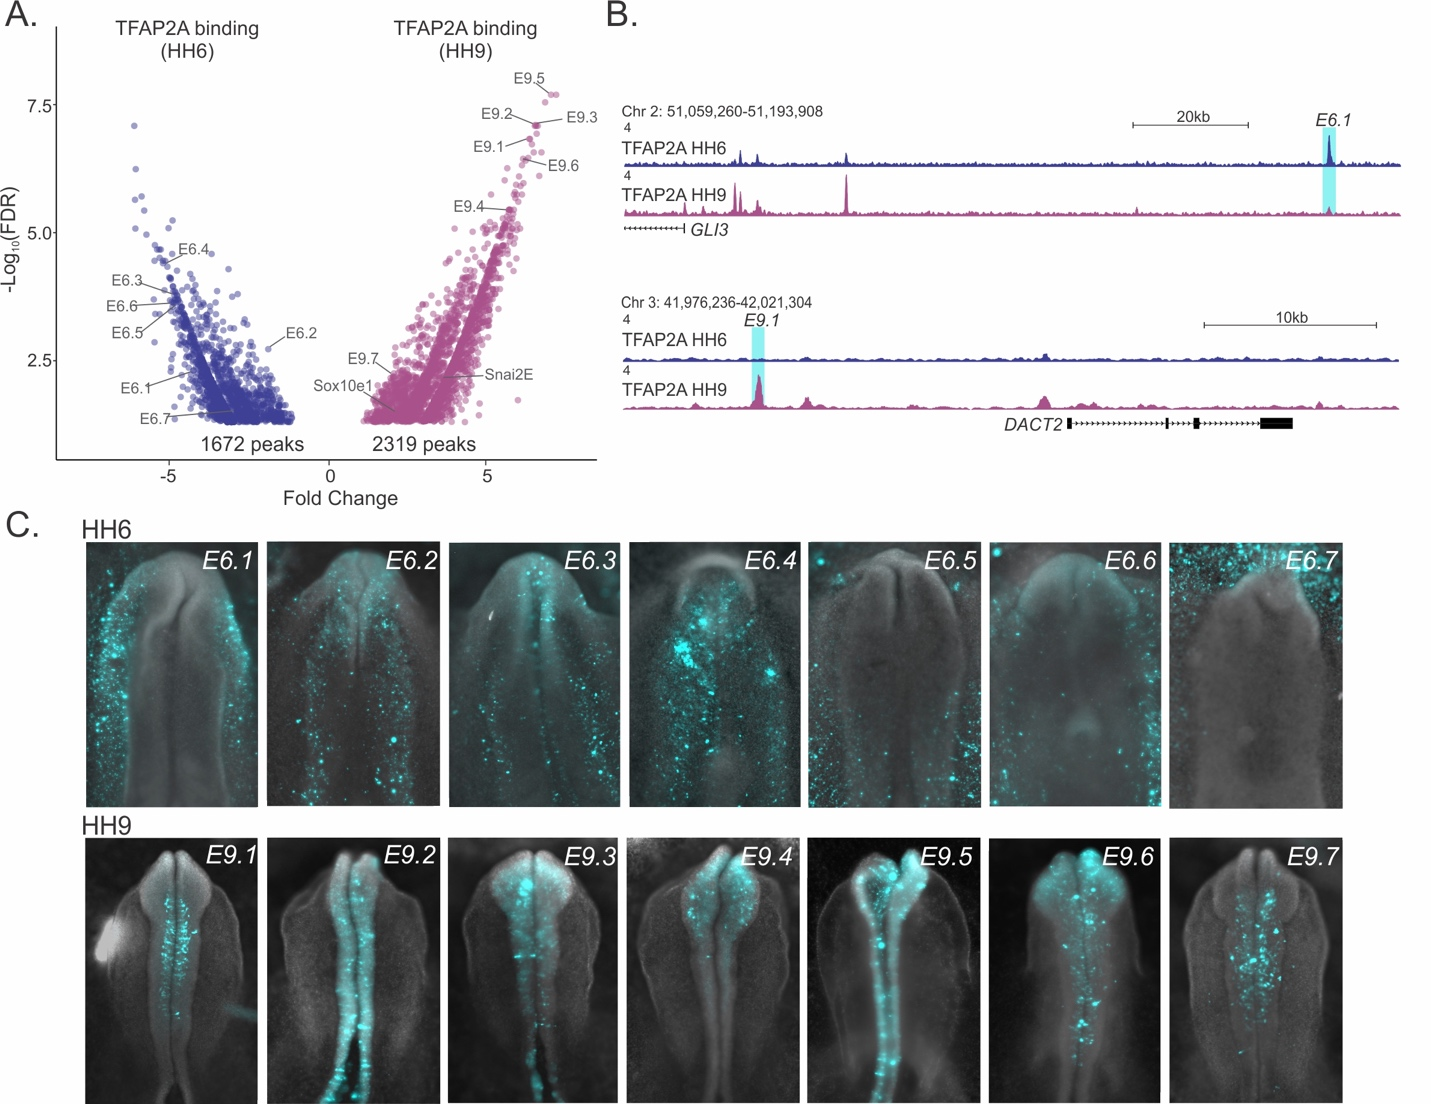 A.
TFAP2A binding
(HH6)
TFAP2A binding
(HH9)
-Log10(FDR)
7.5
5.0
2.5
E6.4
E6.3
E6.6
E6.5
E6.2
E6.1
E6.7
E9.5
E9.2
E9.3
E9.1
E9.6
E9.4
E9.7
Sox10e1
Snai2E
1672 peaks
2319 peaks
-5
0
5
Fold Change
B.
Chr 2: 51,059,260-51,193,908
20kb
E6.1
4
TFAP2A HH6
4
TFAP2A HH9
GLI3
Chr 3: 41,976,236-42,021,304
10kb
E9.1
4
TFAP2A HH6
4
TFAP2A HH9
DACT2
C.
HH6
E6.1
E6.2
E6.3
E6.4
E6.5
E6.6
E6.7
HH9
E9.1
E9.2
E9.3
E9.4
E9.5
E9.6
E9.7